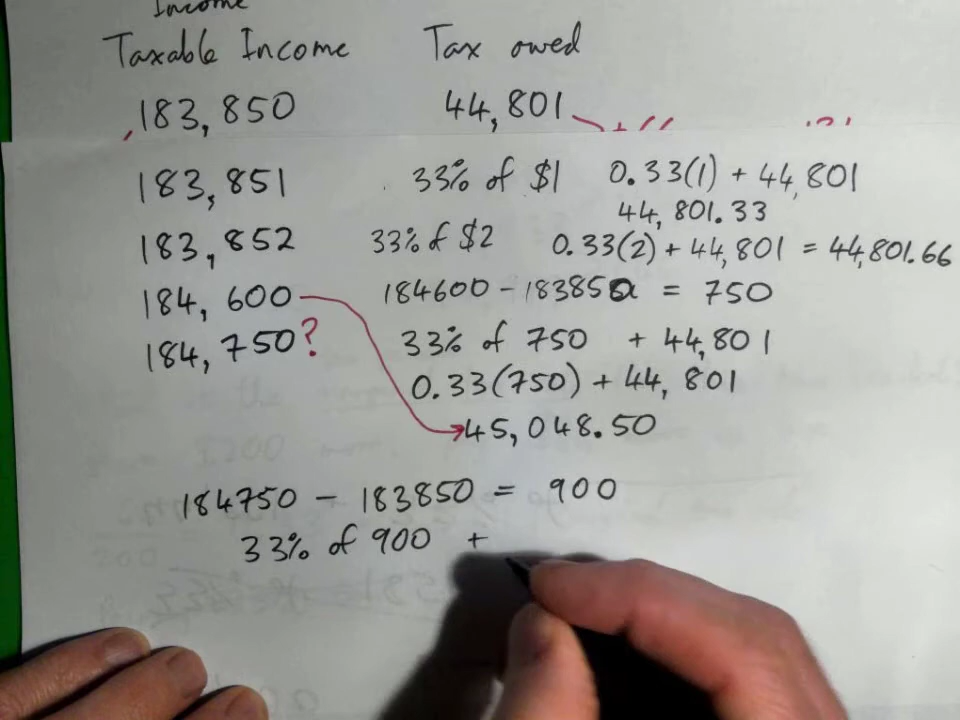 Income
Taxable Income Tax owed
183,850 44,801
183,851 33% of $1 0.33(1) + 44,801
44,801.33
183,852 33% of $2 0.33(2) + 44,801 = 44,801.66
184,600 184600 - 183850 = 750
184,750? 33% of 750 + 44,801
0.33(750) + 44,801
45,048.50
184750 - 183850 = 900
33% of 900 +